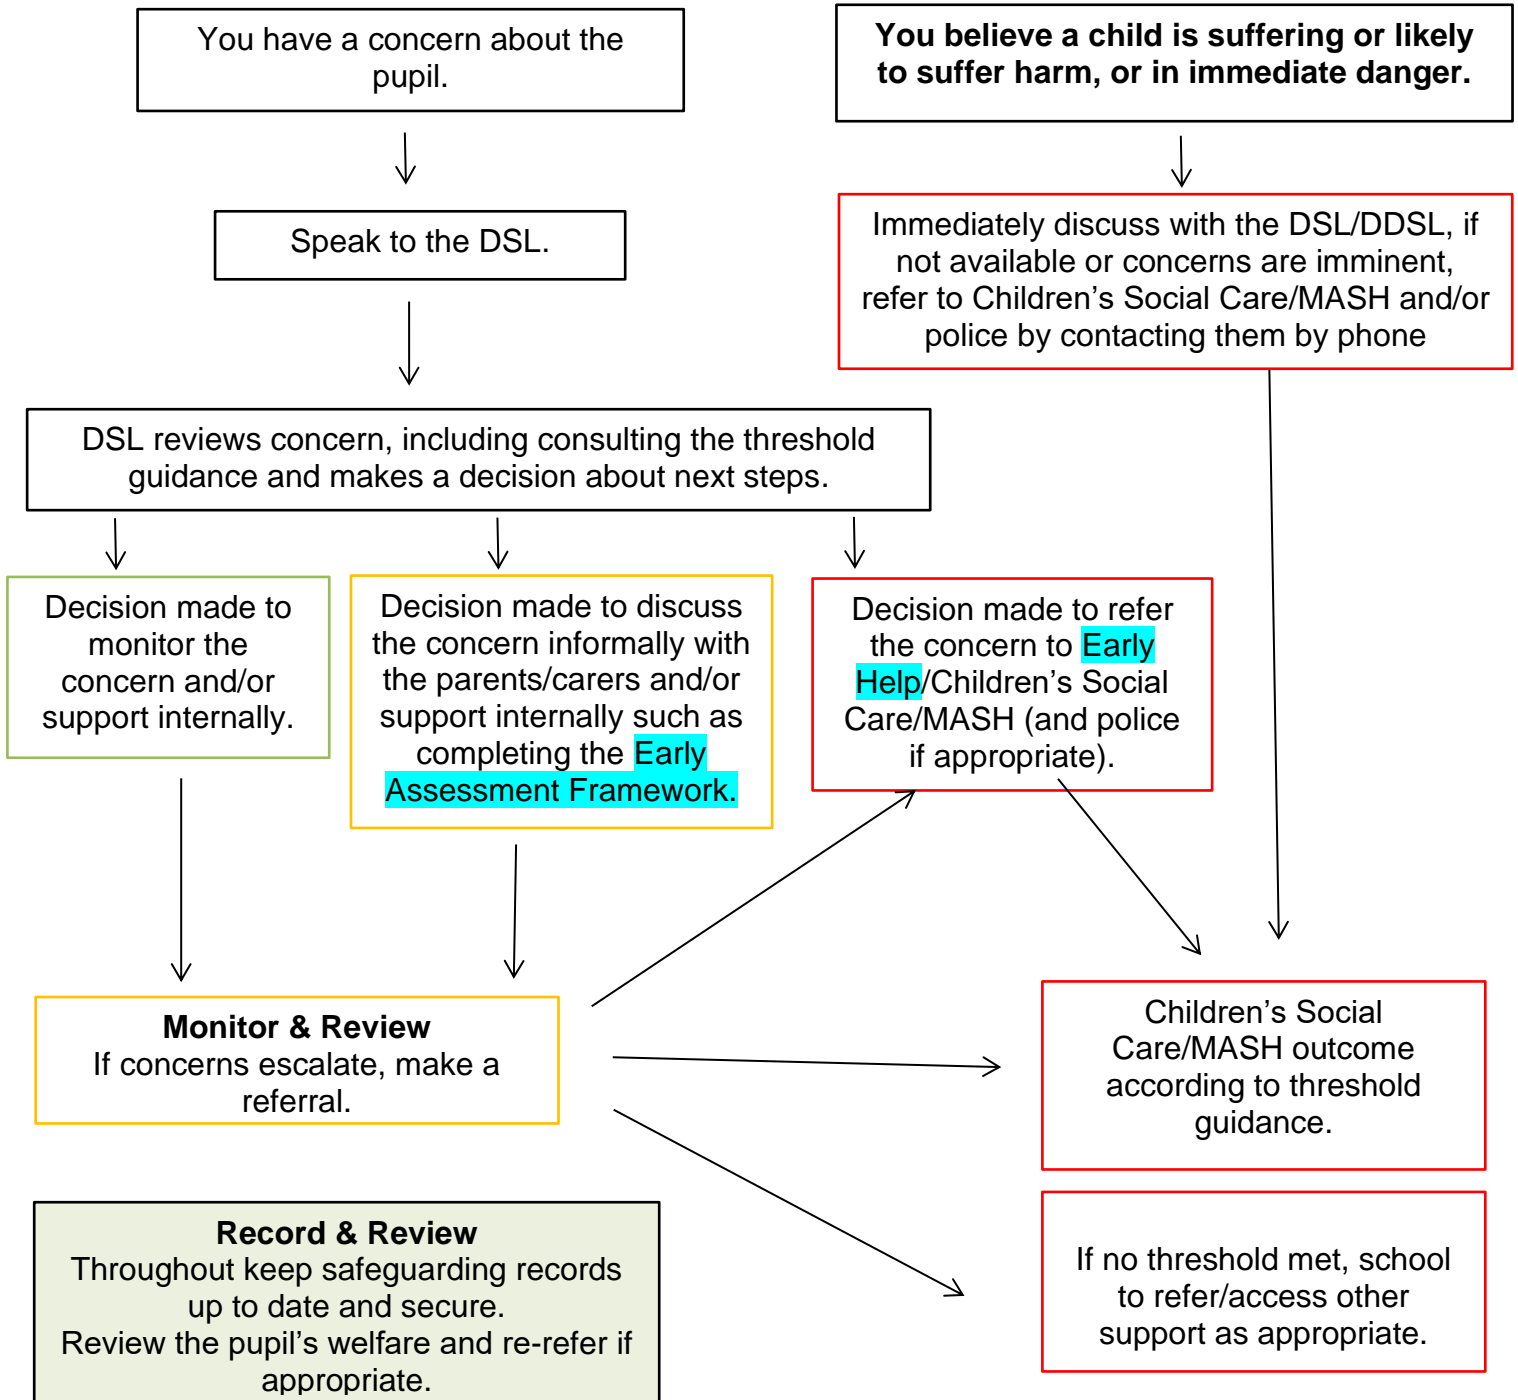 You have a concern about the
pupil.
You believe a child is suffering or likely
to suffer harm, or in immediate danger.
Speak to the DSL.
Immediately discuss with the DSL/DDSL, if
not available or concerns are imminent,
refer to Children’s Social Care/MASH and/or
police by contacting them by phone
DSL reviews concern, including consulting the threshold
guidance and makes a decision about next steps.
Decision made to
monitor the
concern and/or
support internally.
Decision made to discuss
the concern informally with
the parents/carers and/or
support internally such as
completing the Early
Assessment Framework.
Decision made to refer
the concern to Early
Help/Children’s Social
Care/MASH (and police
if appropriate).
Monitor & Review
If concerns escalate, make a
referral.
Children’s Social
Care/MASH outcome
according to threshold
guidance.
Record & Review
Throughout keep safeguarding records
up to date and secure.
Review the pupil’s welfare and re-refer if
appropriate.
If no threshold met, school
to refer/access other
support as appropriate.